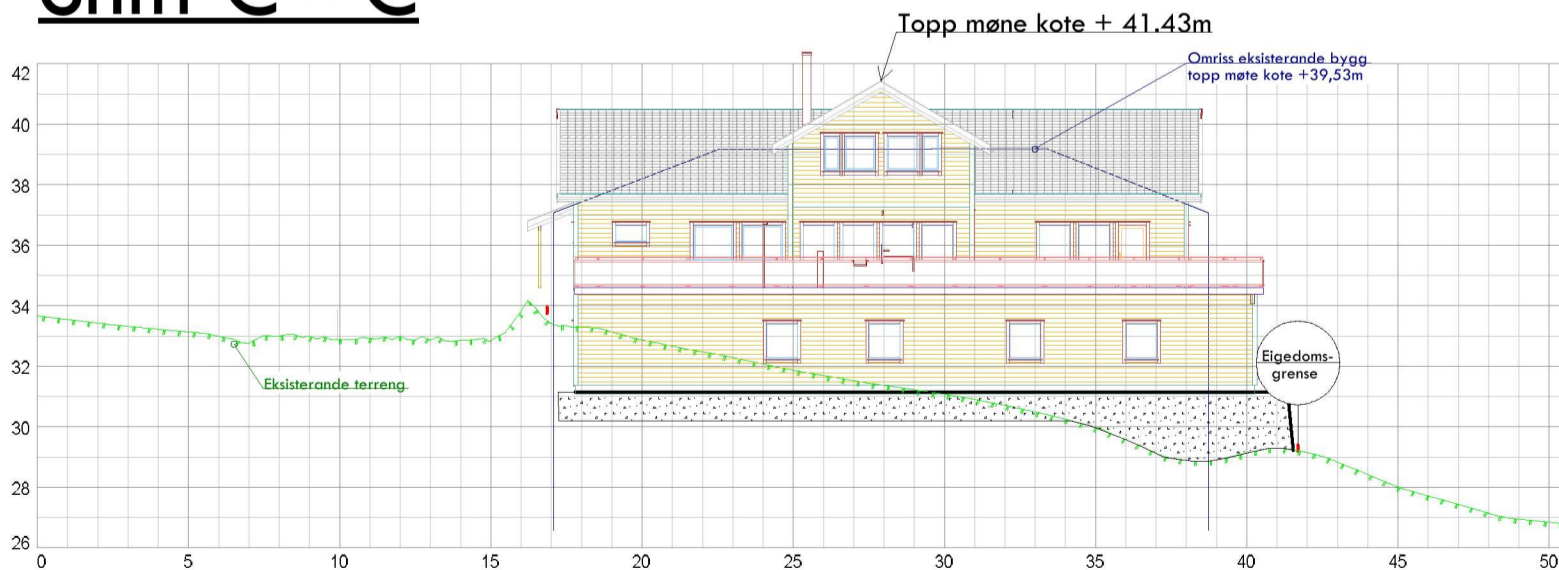 Snitt C - C
Topp møne kote + 41.43m
Omriss eksisterande bygg
topp møte kote +39,53m
42
40
38
36
34
32
30
28
26
Eksisterande terreng
Eigedoms-
grense
0 5 10 15 20 25 30 35 40 45 50